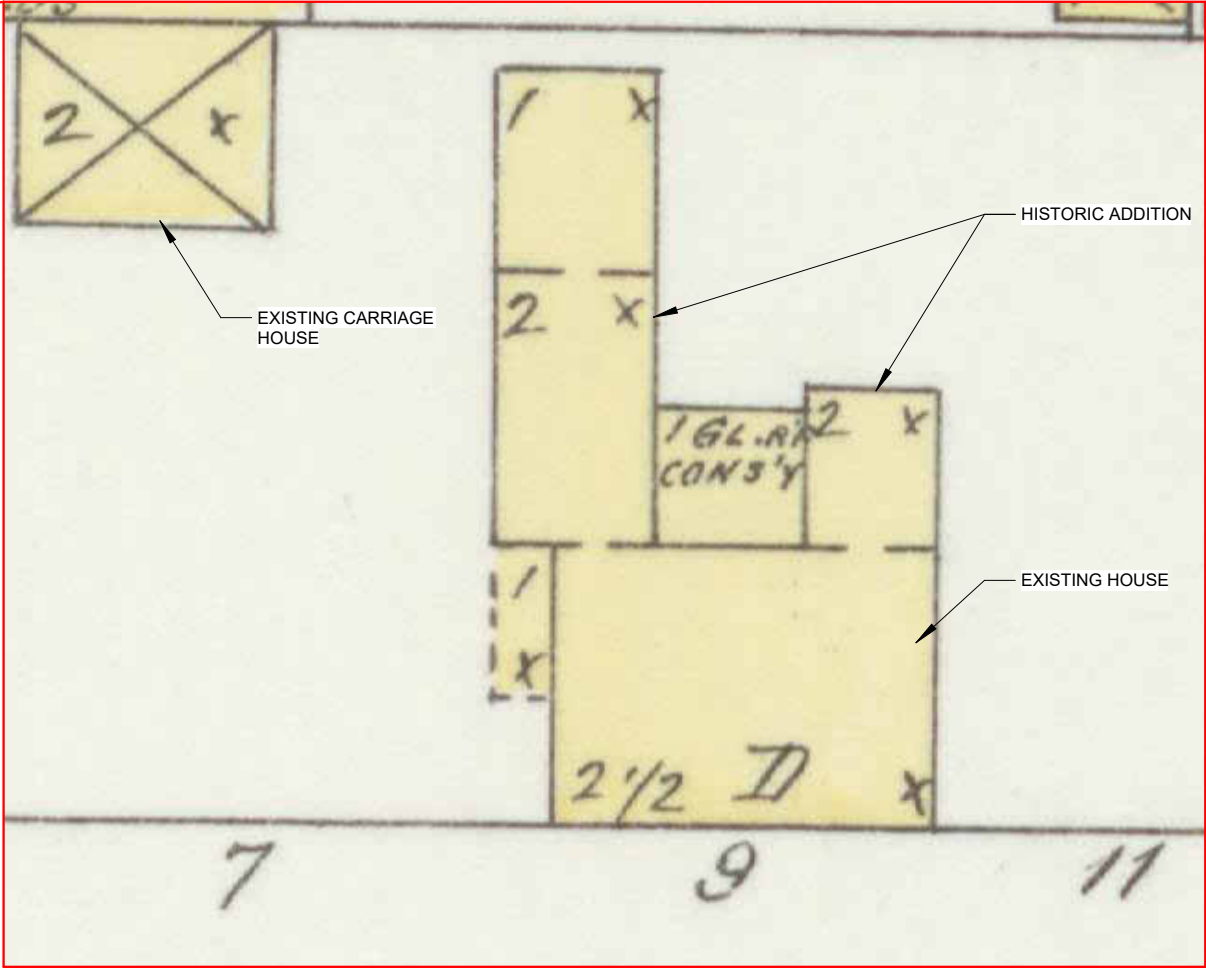 2 x
1 x
HISTORIC ADDITION
EXISTING CARRIAGE
HOUSE
2 x
1 GL.
CONS'Y
2 x
EXISTING HOUSE
1
x
2 1/2 D x
7 9 11